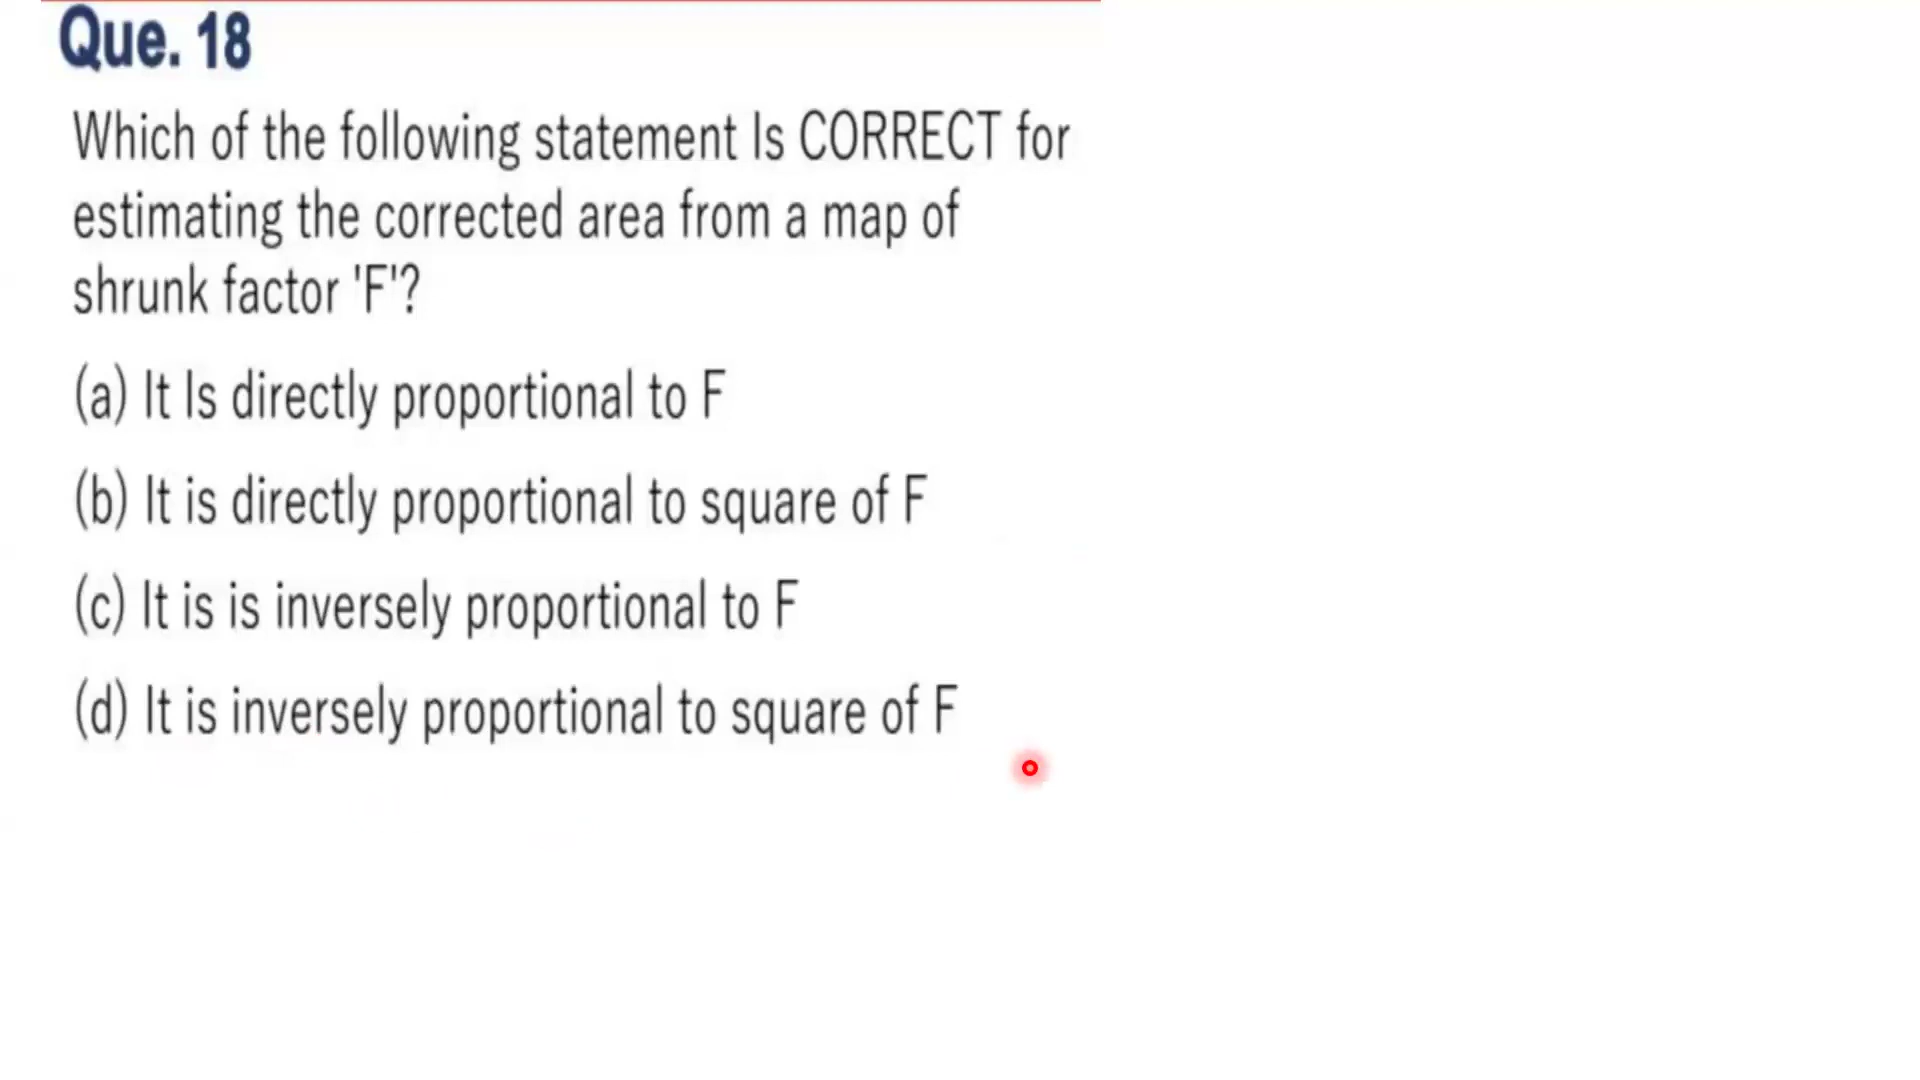 Que. 18
Which of the following statement Is CORRECT for
estimating the corrected area from a map of
shrunk factor 'F'?
(a) It Is directly proportional to F
(b) It is directly proportional to square of F
(c) It is is inversely proportional to F
(d) It is inversely proportional to square of F